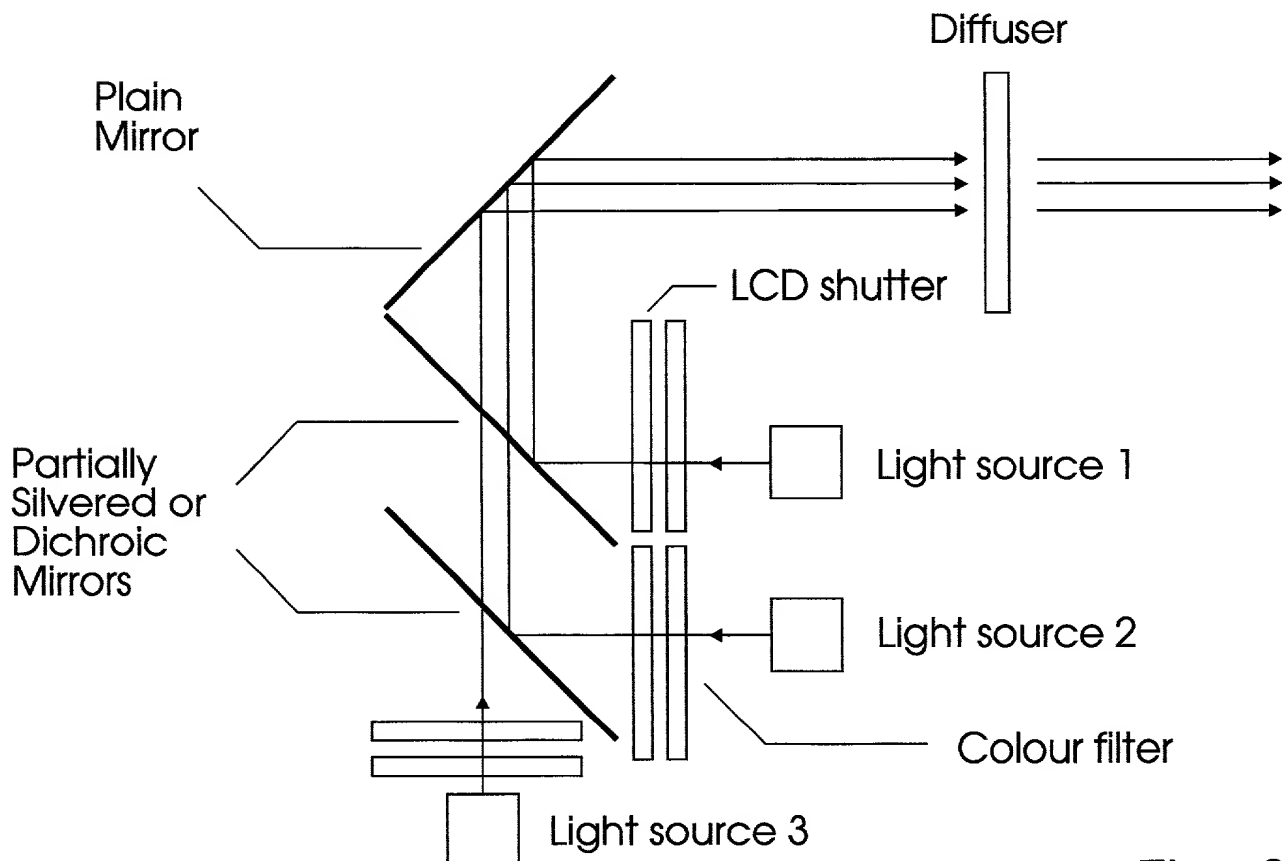 Diffuser
Plain
Mirror
LCD shutter
Light source 1
Partially
Silvered or
Dichroic
Mirrors
Light source 2
Colour filter
Light source 3